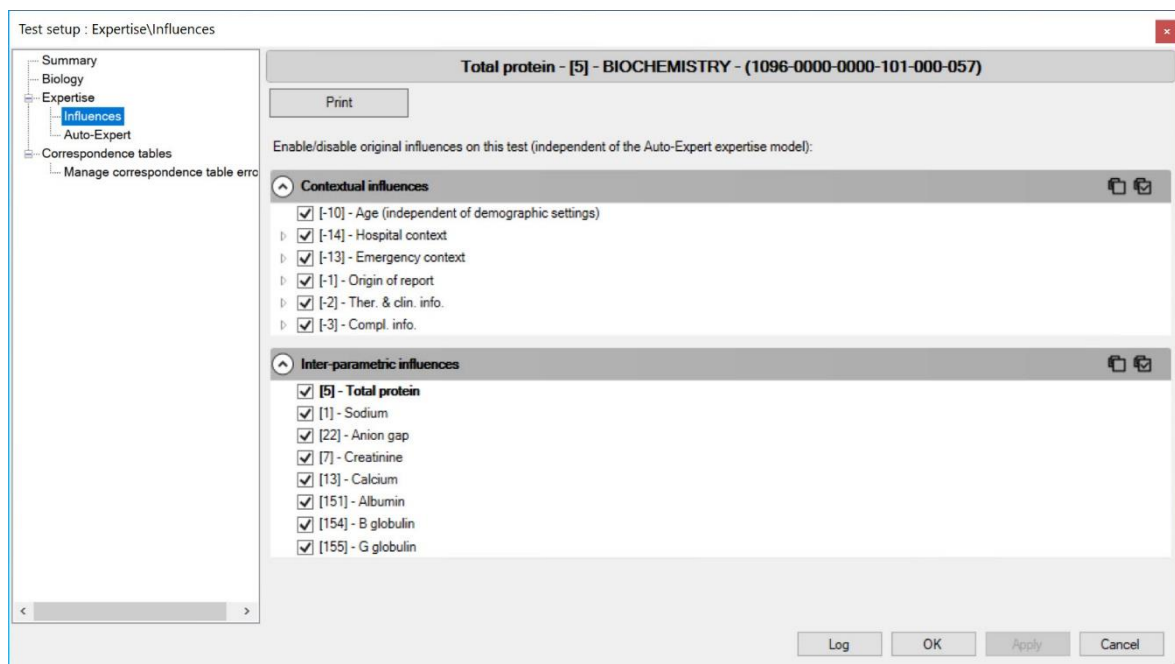 Test setup : Expertise\Influences
Summary
Biology
Expertise
Influences
Auto-Expert
Correspondence tables
Manage correspondence table erro
Total protein - [5] - BIOCHEMISTRY - (1096-0000-0000-101-000-057)
Print
Enable/disable original influences on this test (independent of the Auto-Expert expertise model):
Contextual influences
[-10] - Age (independent of demographic settings)
[-14] - Hospital context
[-13] - Emergency context
[-1] - Origin of report
[-2] - Ther. & clin. info.
[-3] - Compl. info.
Inter-parametric influences
[5] - Total protein
[1] - Sodium
[22] - Anion gap
[7] - Creatinine
[13] - Calcium
[151] - Albumin
[154] - B globulin
[155] - G globulin
Log OK Apply Cancel